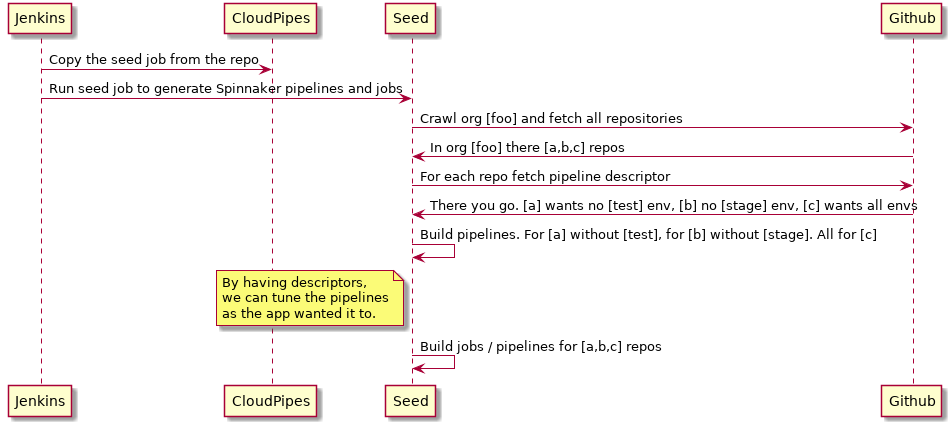 Jenkins
CloudPipes
Seed
Github
Copy the seed job from the repo
Run seed job to generate Spinnaker pipelines and jobs
Crawl org [foo] and fetch all repositories
In org [foo] there [a,b,c] repos
For each repo fetch pipeline descriptor
There you go. [a] wants no [test] env, [b] no [stage] env, [c] wants all envs
Build pipelines. For [a] without [test], for [b] without [stage]. All for [c]
By having descriptors,
we can tune the pipelines
as the app wanted it to.
Build jobs / pipelines for [a,b,c] repos
Jenkins
CloudPipes
Seed
Github